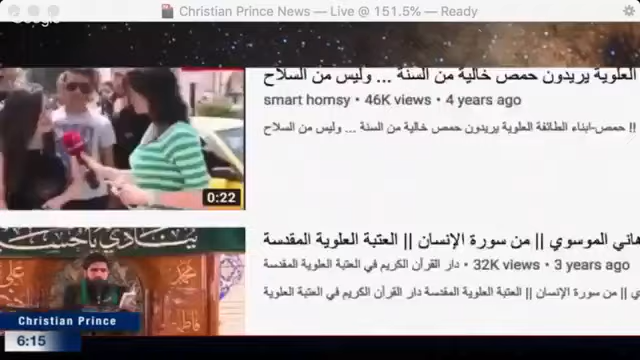 Christian Prince News — Live @ 151.5% — Ready
Google
العلوية يريدون حمص خالية من السنة ... وليس من السلاح
smart homsy • 46K views • 4 years ago
!! حمص-ابناء الطائفة العلوية يريدون حمص خالية من السنة ... وليس من السلاح
0:22
هاني الموسوي || من سورة الإنسان || العتبة العلوية المقدسة
دار القرآن الكريم في العتبة العلوية المقدسة • 32K views • 3 years ago
ي || من سورة الإنسان || العتبة العلوية المقدسة دار القرآن الكريم في العتبة العلوية
Christian Prince
6:15